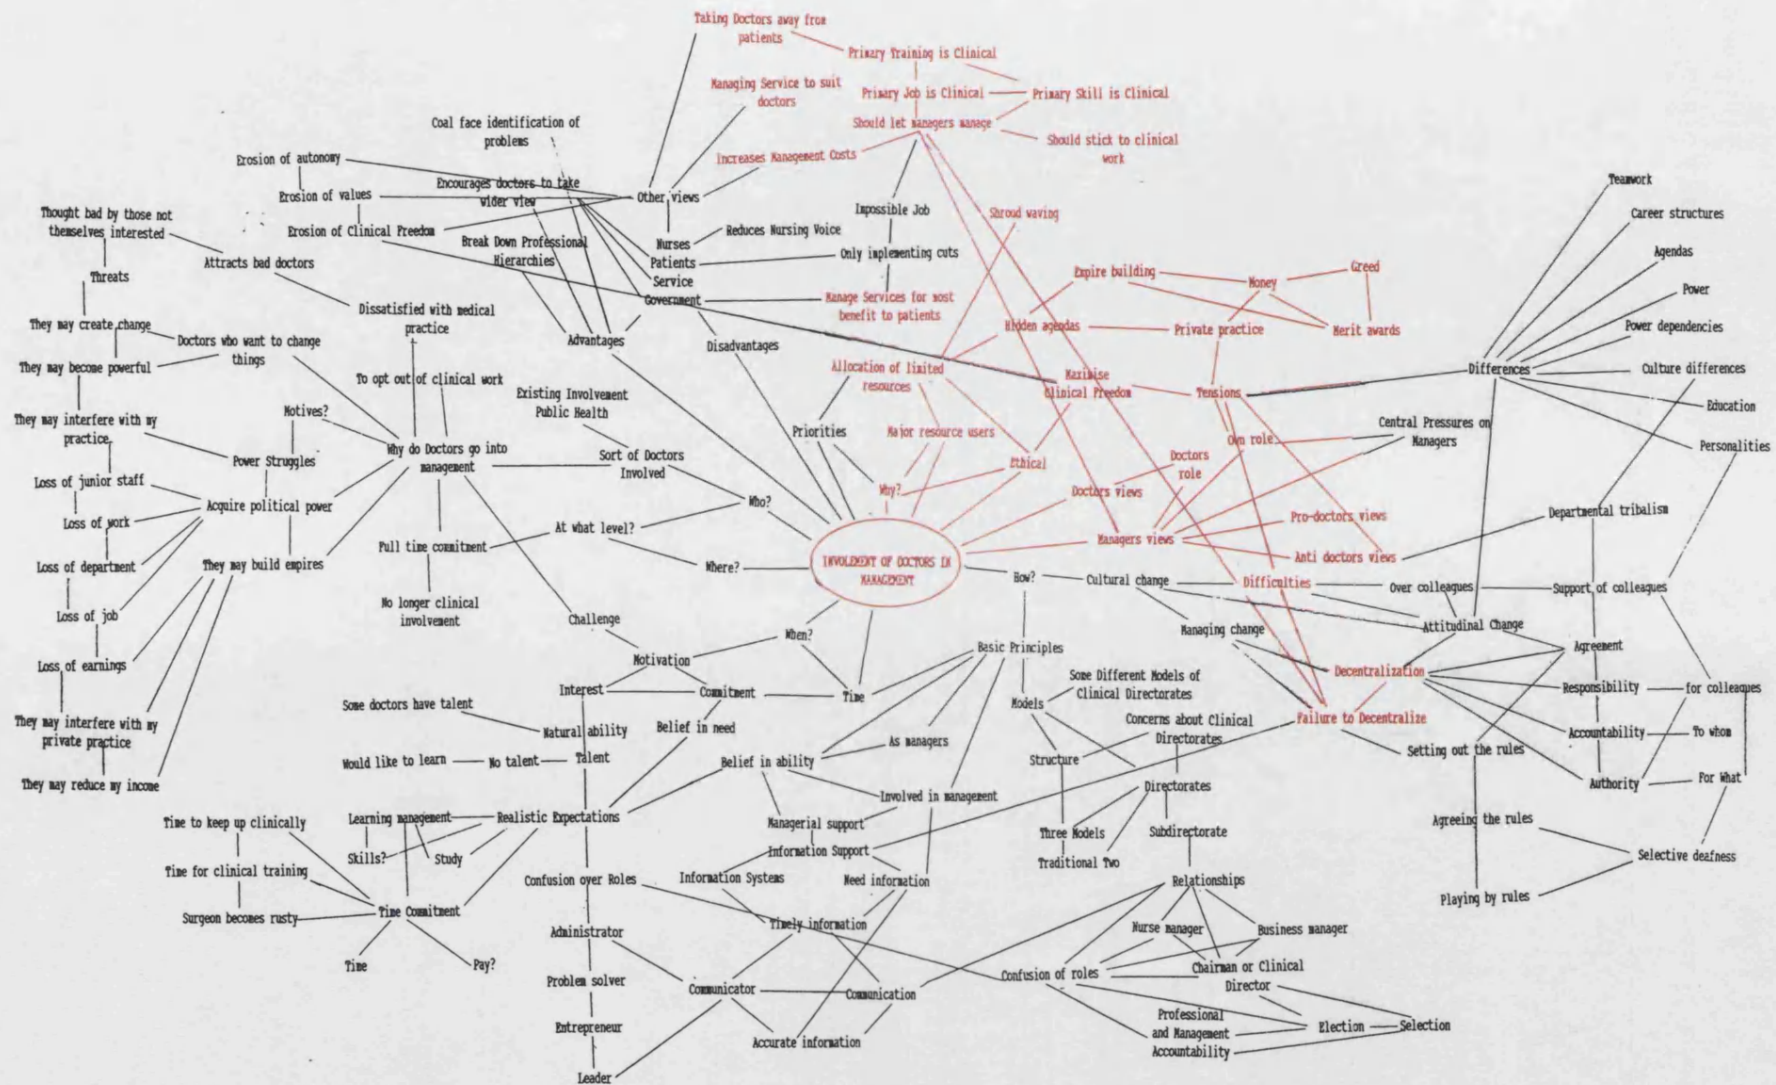 Taking Doctors away from
patients
Primary Training is Clinical
Managing Service to suit
doctors
Primary Job is Clinical
Primary Skill is Clinical
Coal face identification of
problems
Should let managers manage
Should stick to clinical
work
Erosion of autonomy
Increases Management Costs
Teamwork
Erosion of values
Encourages doctors to take
wider view
Other views
Thought bad by those not
themselves interested
Impossible Job
Shroud waving
Career structures
Erosion of Clinical Freedom
Break Down Professional
Hierarchies
Nurses
Reduces Nursing Voice
Patients
Only implementing cuts
Agendas
Attracts bad doctors
Threats
Service
Government
Empire building
Money
Greed
Power
Manage Services for most
benefit to patients
Dissatisfied with medical
practice
They may create change
Doctors who want to change
things
Advantages
Disadvantages
Hidden agendas
Private practice
Merit awards
Power dependencies
They may become powerful
To opt out of clinical work
Allocation of limited
resources
Maximise
Clinical Freedom
Tensions
Differences
Culture differences
Existing Involvement
Public Health
Education
Motives?
They may interfere with my
practice
Priorities
Major resource users
Own role
Central Pressures on
Managers
Personalities
Why do Doctors go into
management
Sort of Doctors
Involved
Power Struggles
Ethical
Doctors
role
Loss of junior staff
Why?
Doctors views
Acquire political power
Who?
Departmental tribalism
Loss of work
At what level?
Pro-doctors views
Full time commitment
Managers views
Anti doctors views
Loss of department
They may build empires
Where?
INVOLEMENT OF DOCTORS IN
MANAGEMENT
How?
Cultural change
Difficulties
Over colleagues
Support of colleagues
No longer clinical
involvement
Loss of job
Challenge
When?
Managing change
Attitudinal Change
Basic Principles
Agreement
Loss of earnings
Motivation
Some Different Models of
Clinical Directorates
Decentralization
Interest
Commitment
Time
Responsibility
for colleagues
Some doctors have talent
Models
They may interfere with my
private practice
Natural ability
Belief in need
Concerns about Clinical
Directorates
Failure to Decentralize
Accountability
To whom
As managers
Setting out the rules
Would like to learn
No talent
Talent
Belief in ability
Structure
They may reduce my income
Directorates
Authority
For What
Involved in management
Time to keep up clinically
Learning management
Realistic Expectations
Managerial support
Agreeing the rules
Three Models
Subdirectorate
Skills?
Study
Information Support
Traditional Two
Selective deafness
Time for clinical training
Confusion over Roles
Information Systems
Need information
Relationships
Playing by rules
Surgeon becomes rusty
Time Commitment
Timely information
Administrator
Nurse manager
Business manager
Time
Pay?
Confusion of roles
Chairman or Clinical
Director
Problem solver
Communicator
Communication
Professional
and Management
Accountability
Election
Selection
Entrepreneur
Accurate information
Leader